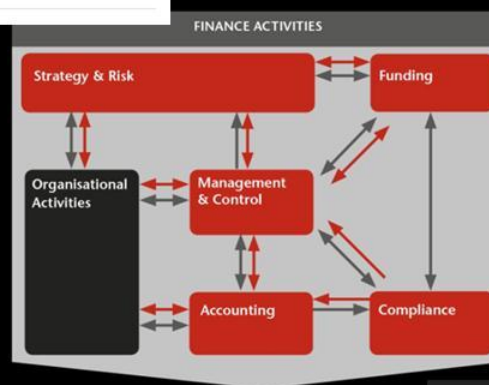 FINANCE ACTIVITIES
Strategy & Risk
Funding
Organisational
Activities
Management
& Control
Accounting
Compliance